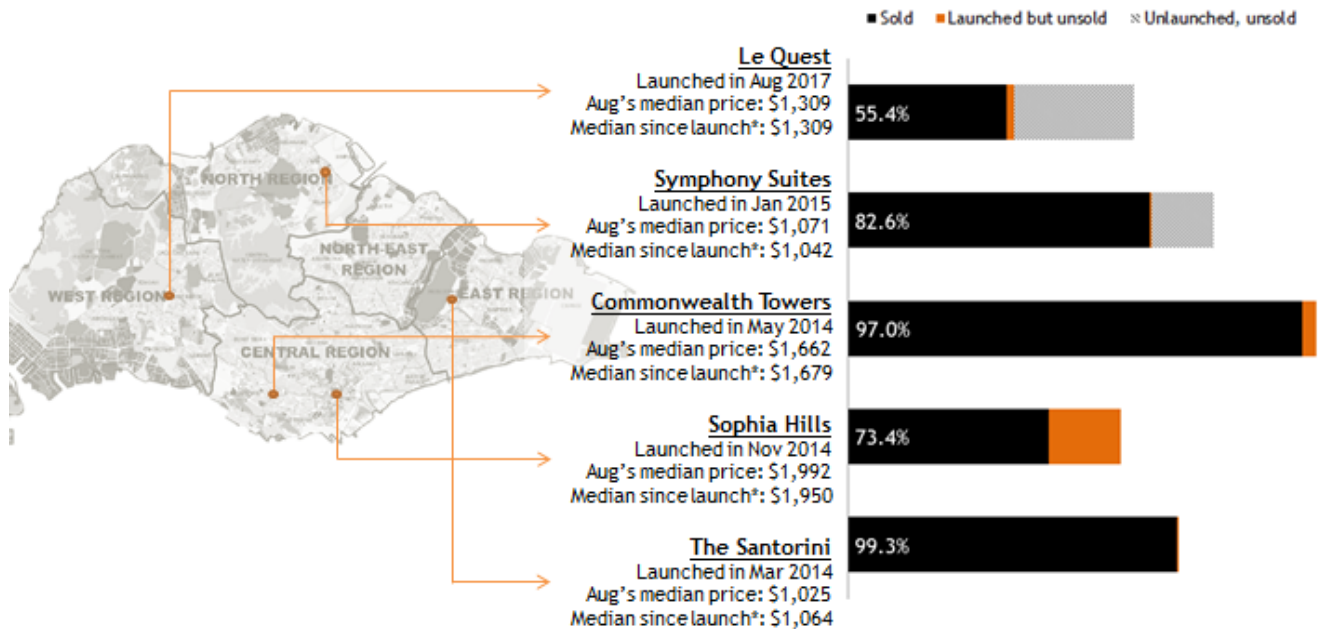 Sold Launched but unsold Unlaunched, unsold
Le Quest
Launched in Aug 2017
Aug's median price: $1,309
Median since launch*: $1,309
55.4%
Symphony Suites
Launched in Jan 2015
Aug's median price: $1,071
Median since launch*: $1,042
82.6%
Commonwealth Towers
Launched in May 2014
Aug's median price: $1,662
Median since launch*: $1,679
97.0%
Sophia Hills
Launched in Nov 2014
Aug's median price: $1,992
Median since launch*: $1,950
73.4%
The Santorini
Launched in Mar 2014
Aug's median price: $1,025
Median since launch*: $1,064
99.3%
NORTH REGION
NORTH-EAST
REGION
WEST REGION
EAST REGION
CENTRAL REGION